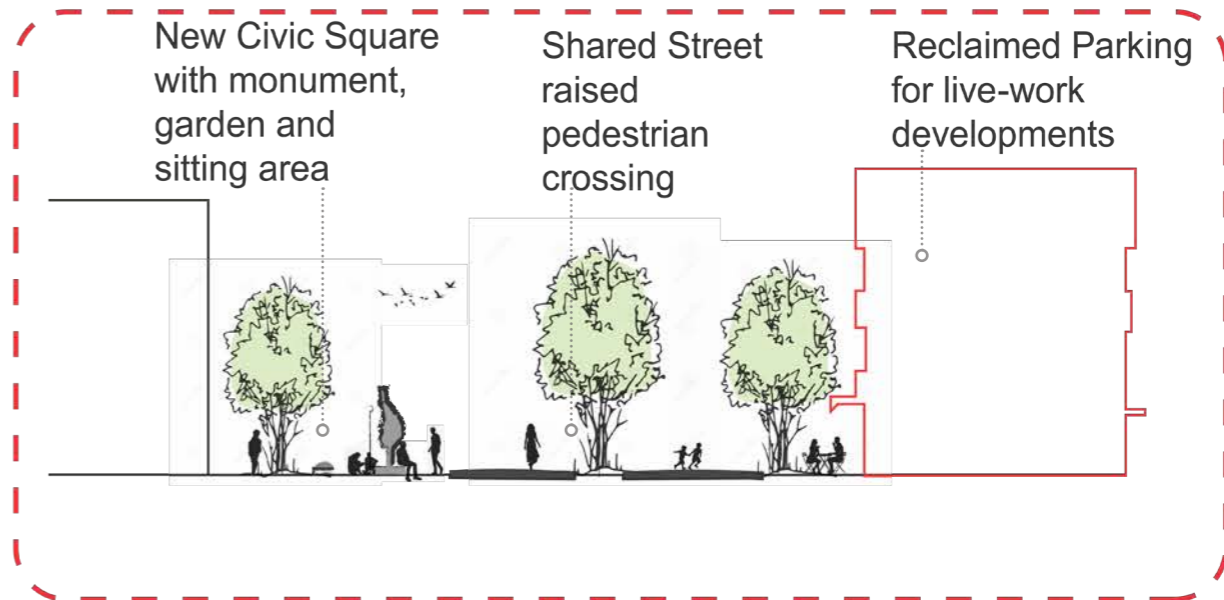 New Civic Square
with monument,
garden and
sitting area
Shared Street
raised
pedestrian
crossing
Reclaimed Parking
for live-work
developments